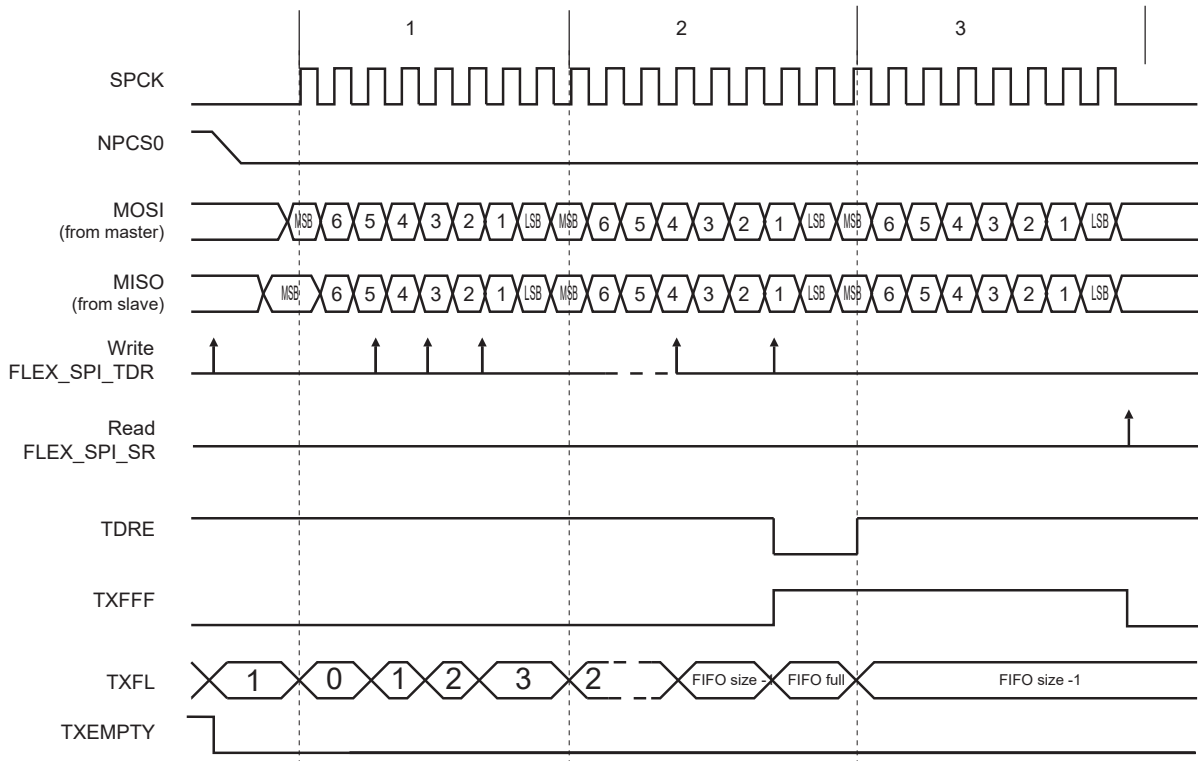 1 2 3
SPCK
NPCS0
MOSI
(from master)
MSB 6 5 4 3 2 1 LSB MSB 6 5 4 3 2 1 LSB MSB 6 5 4 3 2 1 LSB
MISO
(from slave)
MSB 6 5 4 3 2 1 LSB MSB 6 5 4 3 2 1 LSB MSB 6 5 4 3 2 1 LSB
Write
FLEX_SPI_TDR
Read
FLEX_SPI_SR
TDRE
TXFFF
TXFL 1 0 1 2 3 2 FIFO size -1 FIFO full FIFO size -1
TXEMPTY